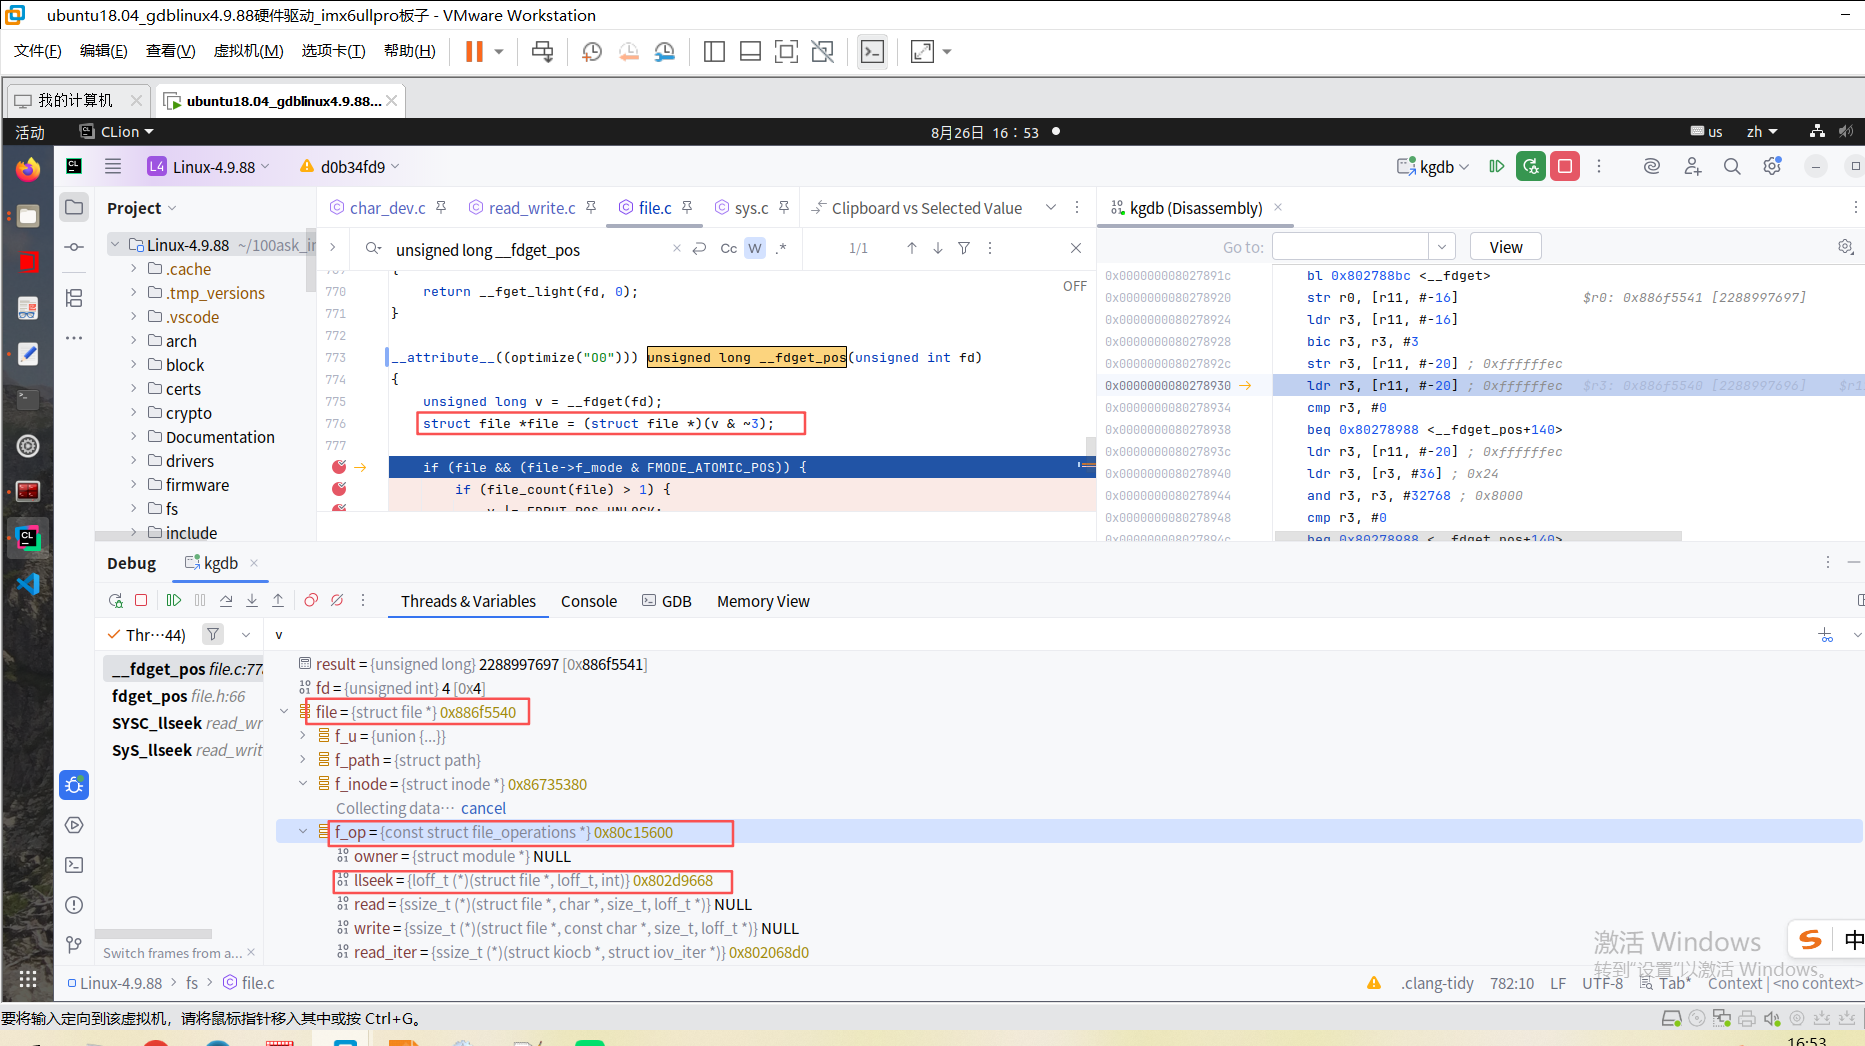 ubuntu18.04_gdblinux4.9.88硬件驱动_imx6ullpro板子 - VMware Workstation
文件(F) 编辑(E) 查看(V) 虚拟机(M) 选项卡(T) 帮助(H)
我的计算机 ubuntu18.04_gdblinux4.9.88...
活动 CLion 8月26日 16：53 us zh
L4 Linux-4.9.88 d0b34fd9 kgdb
Project
char_dev.c read_write.c file.c sys.c Clipboard vs Selected Value
kgdb (Disassembly)
Linux-4.9.88 ~/100ask_i
.cache
.tmp_versions
.vscode
arch
block
certs
crypto
Documentation
drivers
firmware
fs
include
unsigned long __fdget_pos Cc W .* 1/1
OFF
{
770 return __fget_light(fd, 0);
771 }
772
773 __attribute__((optimize("O0"))) unsigned long __fdget_pos(unsigned int fd)
774 {
775 unsigned long v = __fdget(fd);
776 struct file *file = (struct file *)(v & ~3);
777
if (file && (file->f_mode & FMODE_ATOMIC_POS)) {
if (file_count(file) > 1) {
v |= FDPUT_POS_UNLOCK;
Go to: View
0x000000008027891c bl 0x802788bc <__fdget>
0x0000000080278920 str r0, [r11, #-16] $r0: 0x886f5541 [2288997697]
0x0000000080278924 ldr r3, [r11, #-16]
0x0000000080278928 bic r3, r3, #3
0x000000008027892c str r3, [r11, #-20] ; 0xffffffec
0x0000000080278930 ldr r3, [r11, #-20] ; 0xffffffec $r3: 0x886f5540 [2288997696] $r1
0x0000000080278934 cmp r3, #0
0x0000000080278938 beq 0x80278988 <__fdget_pos+140>
0x000000008027893c ldr r3, [r11, #-20] ; 0xffffffec
0x0000000080278940 ldr r3, [r3, #36] ; 0x24
0x0000000080278944 and r3, r3, #32768 ; 0x8000
0x0000000080278948 cmp r3, #0
0x000000008027894c beq 0x80278988 <__fdget_pos+140>
Debug kgdb
Threads & Variables Console GDB Memory View
Thr···44)
v
__fdget_pos file.c:778
fdget_pos file.h:66
SYSC_llseek read_wr
SyS_llseek read_writ
Switch frames from a...
result = {unsigned long} 2288997697 [0x886f5541]
fd = {unsigned int} 4 [0x4]
file = {struct file *} 0x886f5540
f_u = {union {...}}
f_path = {struct path}
f_inode = {struct inode *} 0x86735380
Collecting data··· cancel
f_op = {const struct file_operations *} 0x80c15600
owner = {struct module *} NULL
llseek = {loff_t (*)(struct file *, loff_t, int)} 0x802d9668
read = {ssize_t (*)(struct file *, char *, size_t, loff_t *)} NULL
write = {ssize_t (*)(struct file *, const char *, size_t, loff_t *)} NULL
read_iter = {ssize_t (*)(struct kiocb *, struct iov_iter *)} 0x802068d0
激活 Windows
转到"设置"以激活 Windows。
S 中
Linux-4.9.88 > fs > file.c .clang-tidy 782:10 LF UTF-8 Tab* Context | <no context>
要将输入定向到该虚拟机，请将鼠标指针移入其中或按 Ctrl+G。
16:53